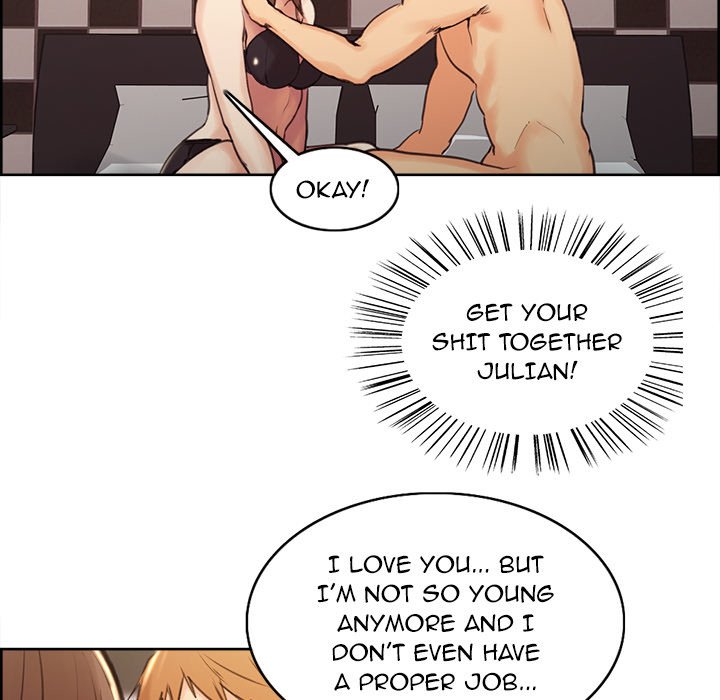 OKAY!
GET YOUR
SHIT TOGETHER
JULIAN!
I LOVE YOU... BUT
I'M NOT SO YOUNG
ANYMORE AND I
DON'T EVEN HAVE
A PROPER JOB...